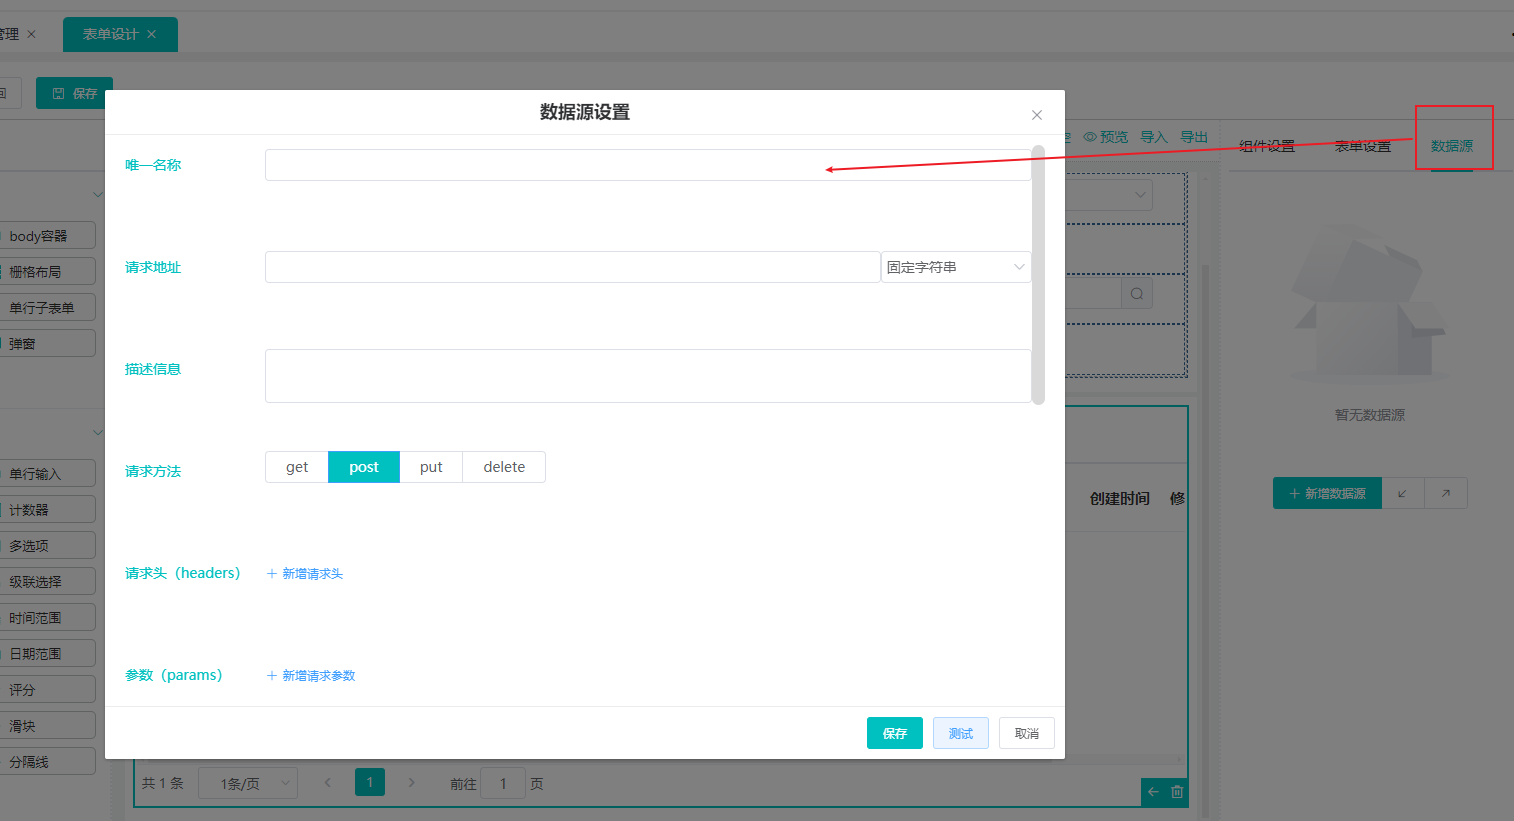 管理
表单设计
保存
数据源设置
唯一名称
请求地址
固定字符串
描述信息
请求方法
get
post
put
delete
请求头（headers）
新增请求头
参数（params）
新增请求参数
保存
测试
取消
预览
导入
导出
组件设置
表单设置
数据源
暂无数据源
新增数据源
body容器
栅格布局
单行子表单
弹窗
单行输入
计数器
多选项
级联选择
时间范围
日期范围
评分
滑块
分隔线
创建时间
修
共 1 条
1条/页
1
前往
1
页